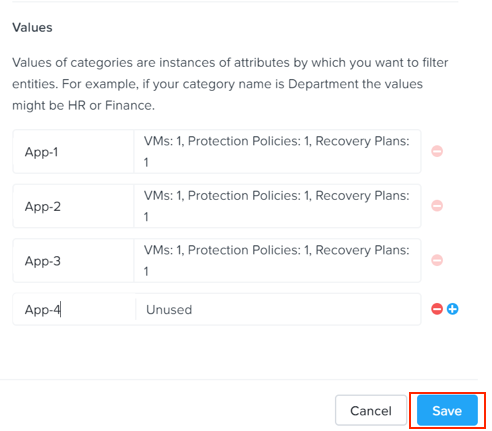 Values
Values of categories are instances of attributes by which you want to filter
entities. For example, if your category name is Department the values
might be HR or Finance.
App-1
VMs: 1, Protection Policies: 1, Recovery Plans:
1
App-2
VMs: 1, Protection Policies: 1, Recovery Plans:
1
App-3
VMs: 1, Protection Policies: 1, Recovery Plans:
1
App-4
Unused
Cancel
Save